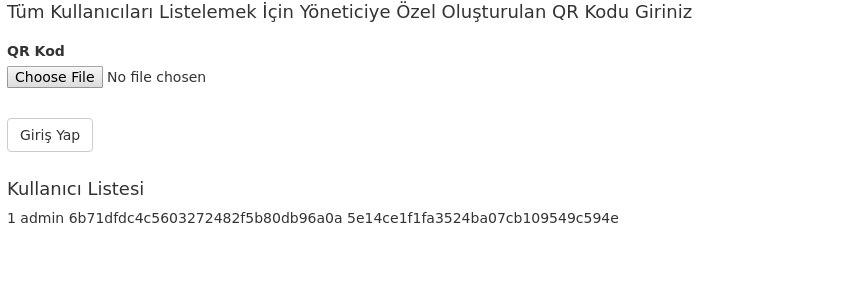 Tüm Kullanıcıları Listelemek İçin Yöneticiye Özel Oluşturulan QR Kodu Giriniz
QR Kod
Choose File No file chosen
Giriş Yap
Kullanıcı Listesi
1 admin 6b71dfdc4c5603272482f5b80db96a0a 5e14ce1f1fa3524ba07cb109549c594e